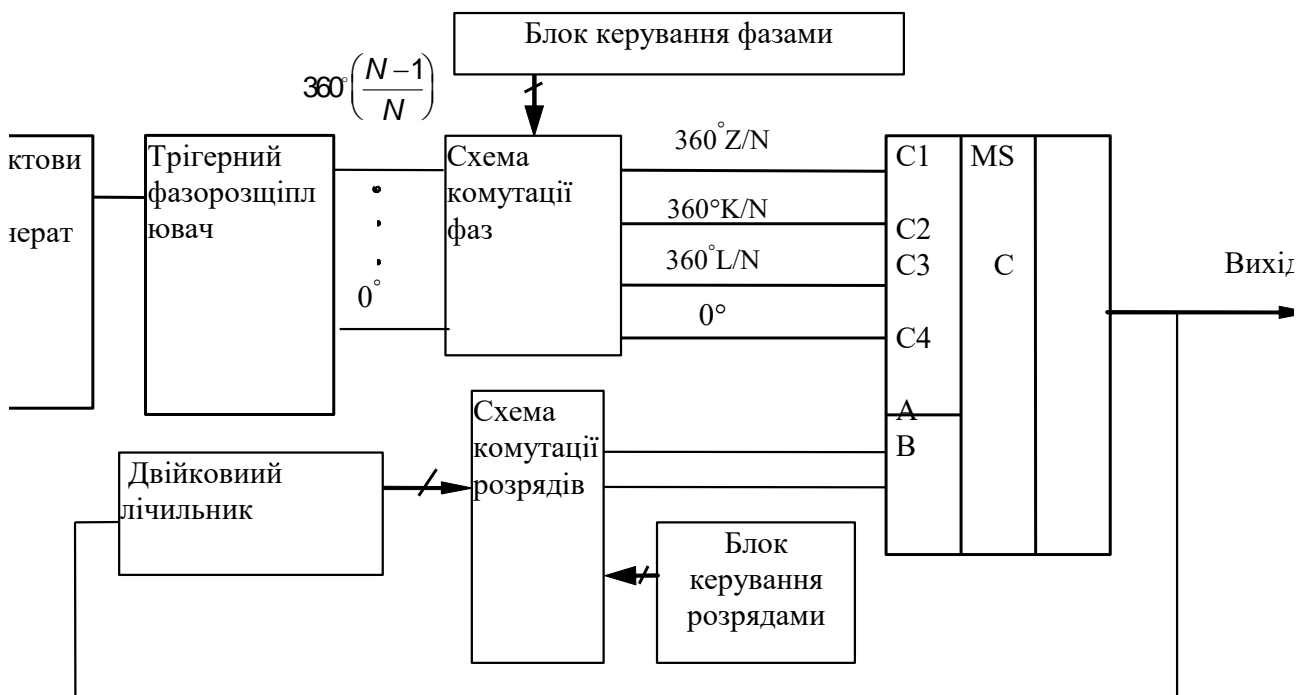 Блок керування фазами
360°(N−1/N)
ктови
нерат
Трігерний
фазорозщіпл
ювач
0°
Схема
комутації
фаз
360°Z/N
360°K/N
360°L/N
0°
C1
C2
C3
C4
A
B
MS
C
Вихід
Двійковиий
лічильник
Схема
комутації
розрядів
Блок
керування
розрядами